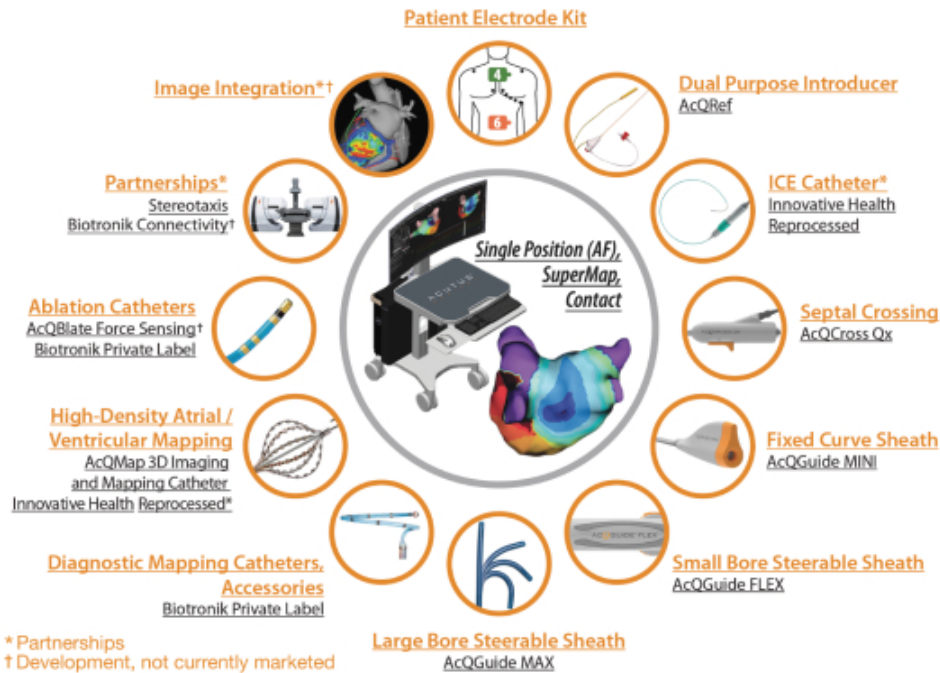 Patient Electrode Kit
4
6
Dual Purpose Introducer
AcQRef
ICE Catheter*
Innovative Health
Reprocessed
Septal Crossing
AcQCross Qx
Fixed Curve Sheath
AcQGuide MINI
Small Bore Steerable Sheath
AcQGuide FLEX
Large Bore Steerable Sheath
AcQGuide MAX
Diagnostic Mapping Catheters,
Accessories
Biotronik Private Label
High-Density Atrial /
Ventricular Mapping
AcQMap 3D Imaging
and Mapping Catheter
Innovative Health Reprocessed*
Ablation Catheters
AcQBlate Force Sensing†
Biotronik Private Label
Partnerships*
Stereotaxis
Biotronik Connectivity†
Image Integration*†
Single Position (AF),
SuperMap,
Contact
ACUTUS
ACQGUIDE FLEX
* Partnerships
† Development, not currently marketed